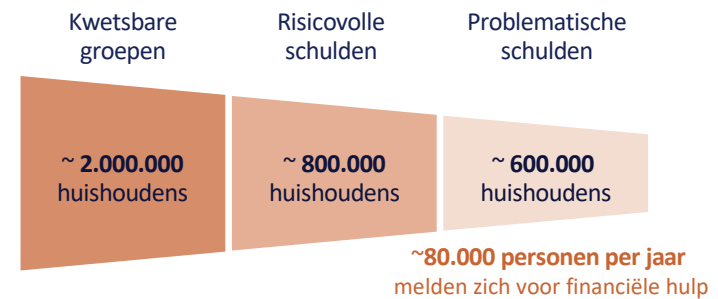 Kwetsbare
groepen
Risicovolle
schulden
Problematische
schulden
~ 2.000.000
huishoudens
~ 800.000
huishoudens
~ 600.000
huishoudens
~80.000 personen per jaar
melden zich voor financiële hulp